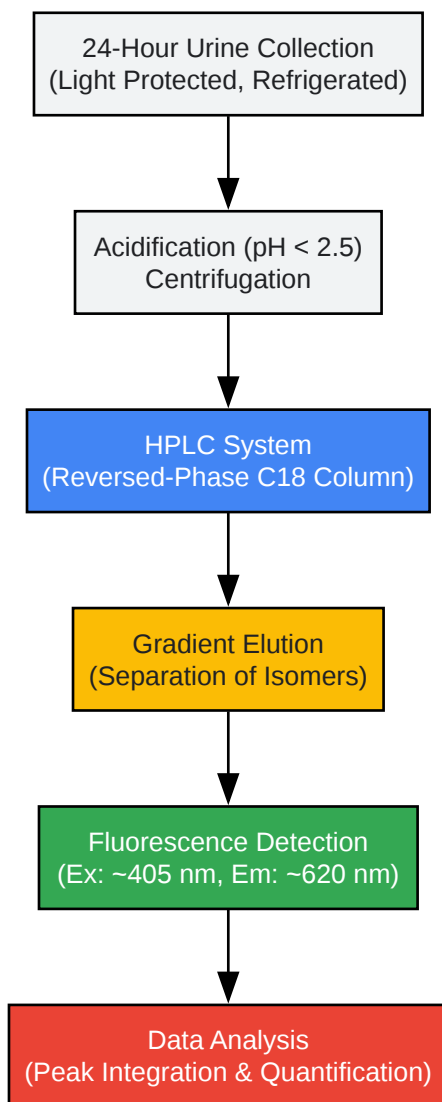 24-Hour Urine Collection
(Light Protected, Refrigerated)
Acidification (pH < 2.5)
Centrifugation
HPLC System
(Reversed-Phase C18 Column)
Gradient Elution
(Separation of Isomers)
Fluorescence Detection
(Ex: ~405 nm, Em: ~620 nm)
Data Analysis
(Peak Integration & Quantification)